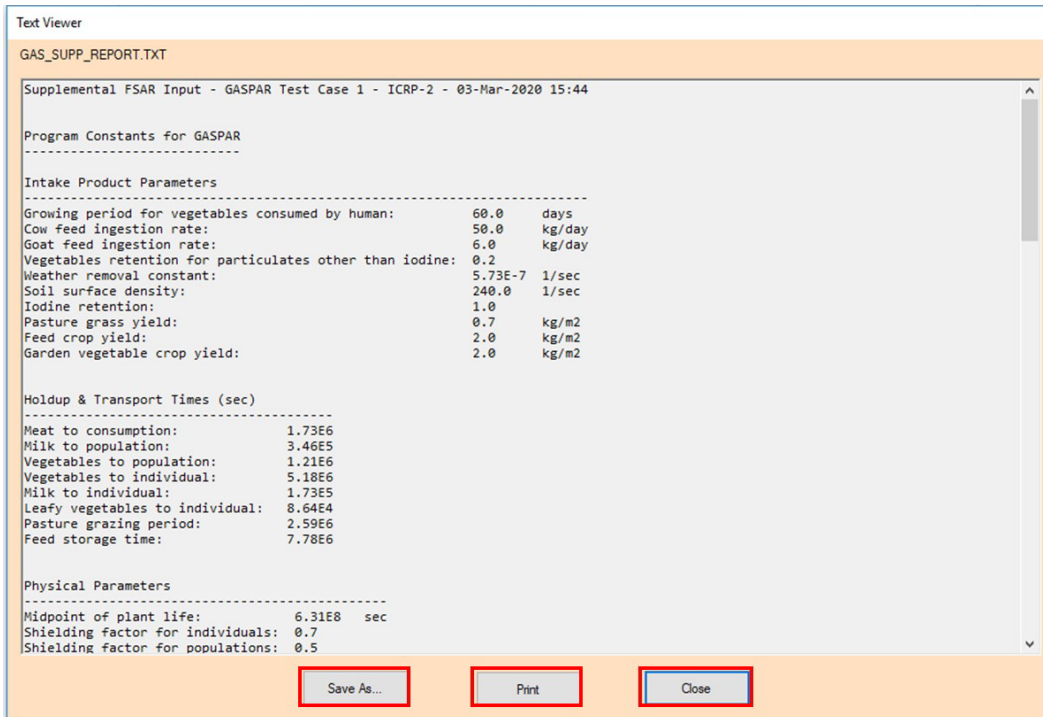 Text Viewer
GAS_SUPP_REPORT.TXT
Supplemental FSAR Input - GASPAR Test Case 1 - ICRP-2 - 03-Mar-2020 15:44
Program Constants for GASPAR
----------------------------
Intake Product Parameters
--------------------------------------------------------------------------
Growing period for vegetables consumed by human: 60.0 days
Cow feed ingestion rate: 50.0 kg/day
Goat feed ingestion rate: 6.0 kg/day
Vegetables retention for particulates other than iodine: 0.2
Weather removal constant: 5.73E-7 1/sec
Soil surface density: 240.0 1/sec
Iodine retention: 1.0
Pasture grass yield: 0.7 kg/m2
Feed crop yield: 2.0 kg/m2
Garden vegetable crop yield: 2.0 kg/m2
Holdup & Transport Times (sec)
----------------------------------------
Meat to consumption: 1.73E6
Milk to population: 3.46E5
Vegetables to population: 1.21E6
Vegetables to individual: 5.18E6
Milk to individual: 1.73E5
Leafy vegetables to individual: 8.64E4
Pasture grazing period: 2.59E6
Feed storage time: 7.78E6
Physical Parameters
-----------------------------------------------
Midpoint of plant life: 6.31E8 sec
Shielding factor for individuals: 0.7
Shielding factor for populations: 0.5
Save As... Print Close